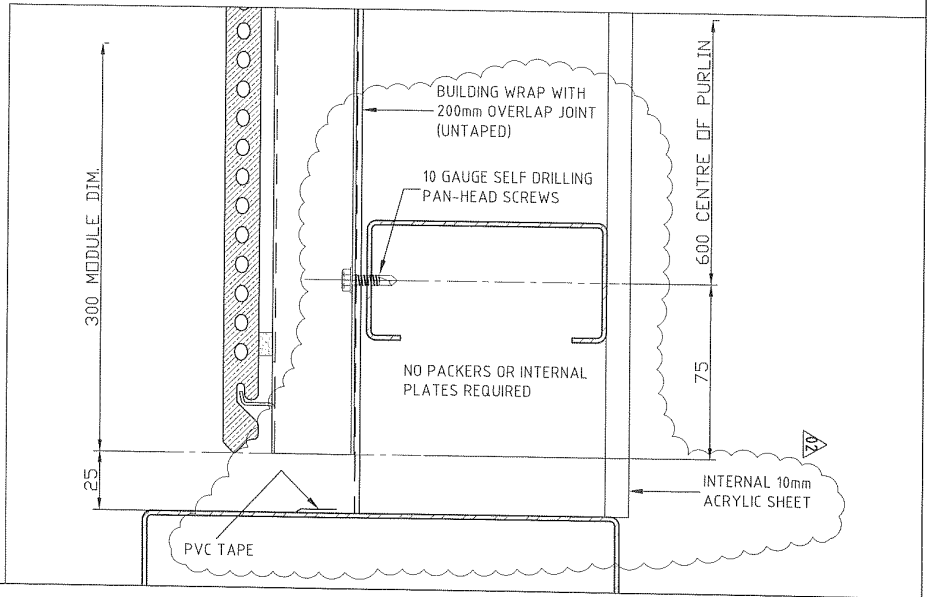 BUILDING WRAP WITH
200mm OVERLAP JOINT
(UNTAPED)
10 GAUGE SELF DRILLING
PAN-HEAD SCREWS
300 MODULE DIM.
600 CENTRE OF PURLIN
NO PACKERS OR INTERNAL
PLATES REQUIRED
75
02
25
INTERNAL 10mm
ACRYLIC SHEET
PVC TAPE